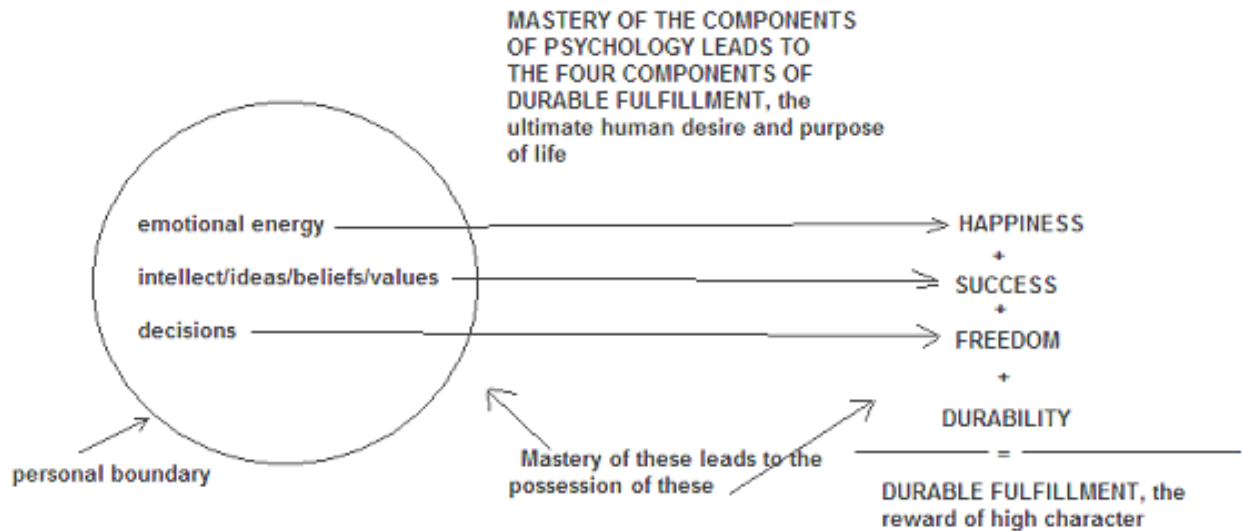 MASTERY OF THE COMPONENTS
OF PSYCHOLOGY LEADS TO
THE FOUR COMPONENTS OF
DURABLE FULFILLMENT, the
ultimate human desire and purpose
of life
emotional energy
HAPPINESS
+
intellect/ideas/beliefs/values
SUCCESS
+
decisions
FREEDOM
+
DURABILITY
=
personal boundary
Mastery of these leads to the
possession of these
DURABLE FULFILLMENT, the
reward of high character